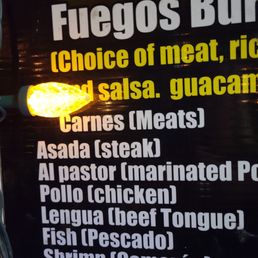 Fuegos Bur
(Choice of meat, ric
salsa. guacam
Carnes (Meats)
Asada (steak)
Al pastor (marinated Po
Pollo (chicken)
Lengua (beef Tongue)
Fish (Pescado)
Shrimp